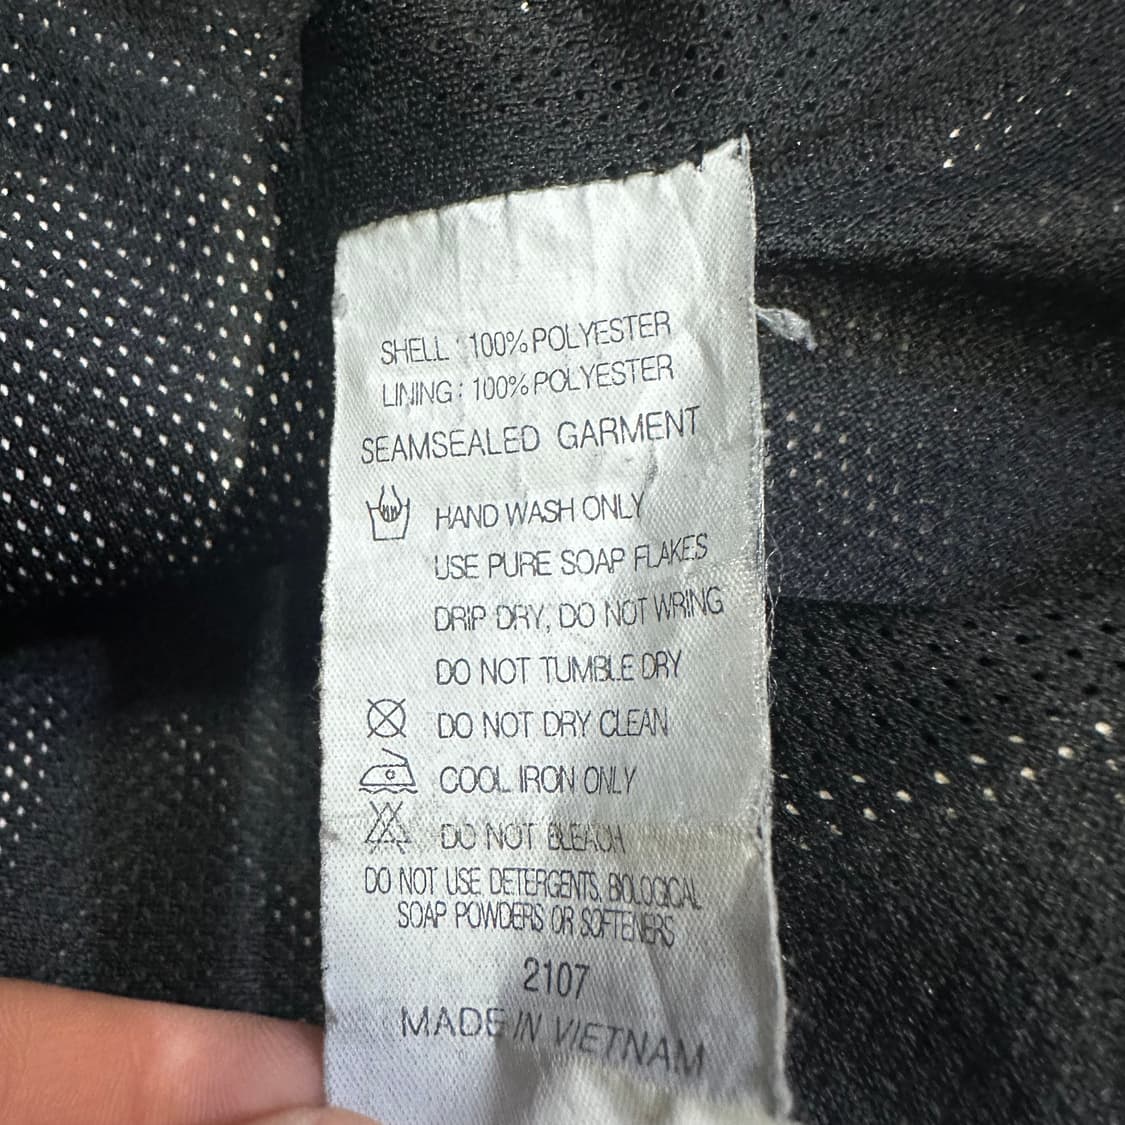 SHELL : 100% POLYESTER
LINING : 100% POLYESTER
SEAMSEALED GARMENT
HAND WASH ONLY
USE PURE SOAP FLAKES
DRIP DRY, DO NOT WRING
DO NOT TUMBLE DRY
DO NOT DRY CLEAN
COOL IRON ONLY
DO NOT BLEACH
DO NOT USE DETERGENTS, BIOLOGICAL
SOAP POWDERS OR SOFTENERS
2107
MADE IN VIETNAM